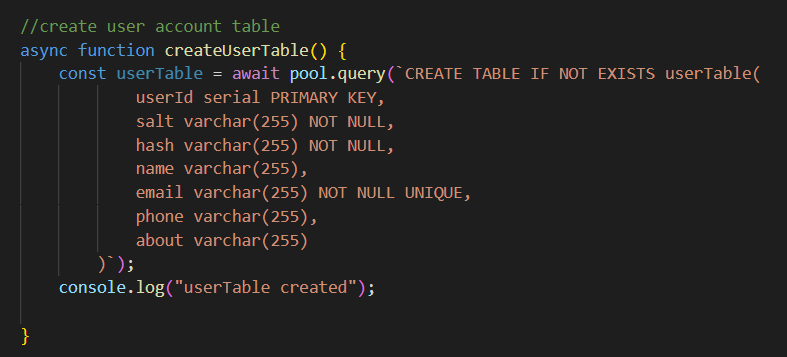 //create user account table
async function createUserTable() {
    const userTable = await pool.query(`CREATE TABLE IF NOT EXISTS userTable(
            userId serial PRIMARY KEY,
            salt varchar(255) NOT NULL,
            hash varchar(255) NOT NULL,
            name varchar(255),
            email varchar(255) NOT NULL UNIQUE,
            phone varchar(255),
            about varchar(255)
        )`);
    console.log("userTable created");
}